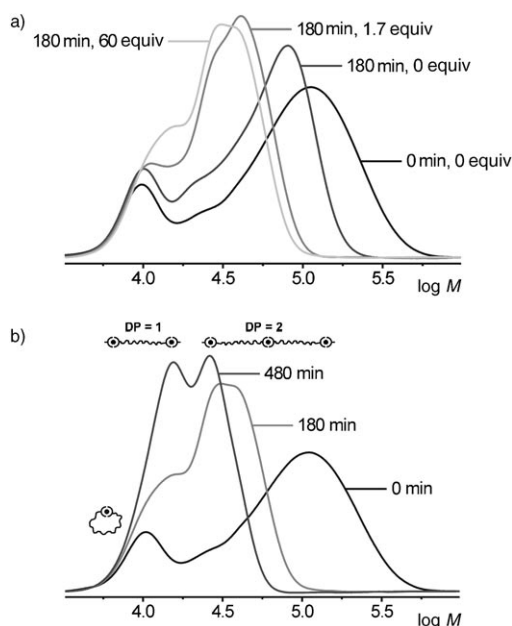 a)
180 min, 60 equiv
180 min, 1.7 equiv
180 min, 0 equiv
0 min, 0 equiv
4.0 4.5 5.0 5.5
log M
b)
DP = 1 DP = 2
480 min
180 min
0 min
4.0 4.5 5.0 5.5
log M